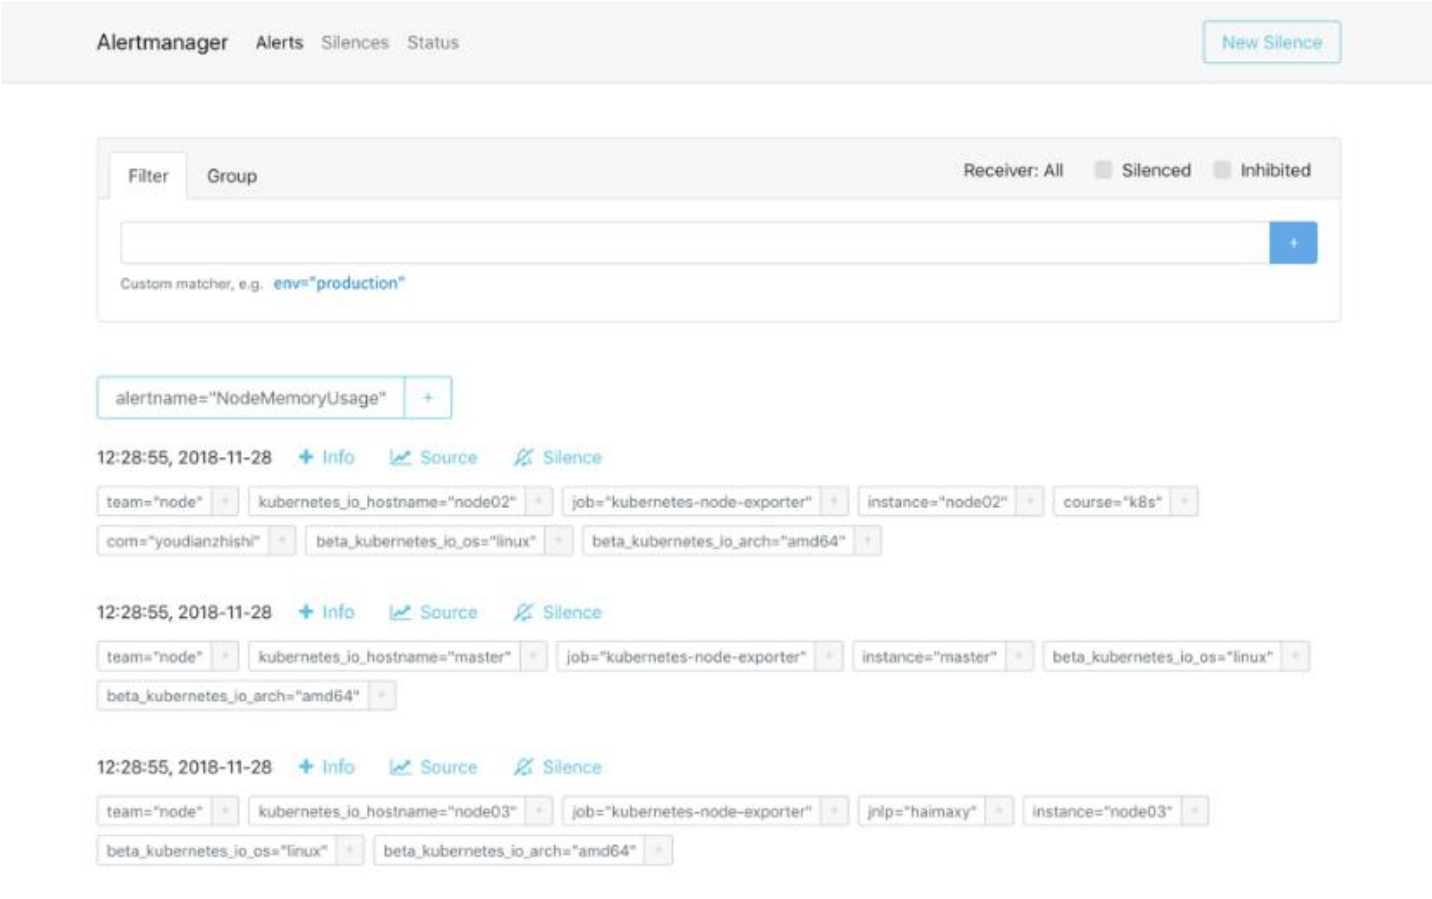 Alertmanager Alerts Silences Status New Silence
Filter Group Receiver: All Silenced Inhibited
+
Custom matcher, e.g. env="production"
alertname="NodeMemoryUsage" +
12:28:55, 2018-11-28 + Info Source Silence
team="node" + kubernetes_io_hostname="node02" + job="kubernetes-node-exporter" + instance="node02" + course="k8s" +
com="youdianzhishi" + beta_kubernetes_io_os="linux" + beta_kubernetes_io_arch="amd64" +
12:28:55, 2018-11-28 + Info Source Silence
team="node" + kubernetes_io_hostname="master" + job="kubernetes-node-exporter" + instance="master" + beta_kubernetes_io_os="linux" +
beta_kubernetes_io_arch="amd64" +
12:28:55, 2018-11-28 + Info Source Silence
team="node" + kubernetes_io_hostname="node03" + job="kubernetes-node-exporter" + jnlp="haimaxy" + instance="node03" +
beta_kubernetes_io_os="linux" + beta_kubernetes_io_arch="amd64" +